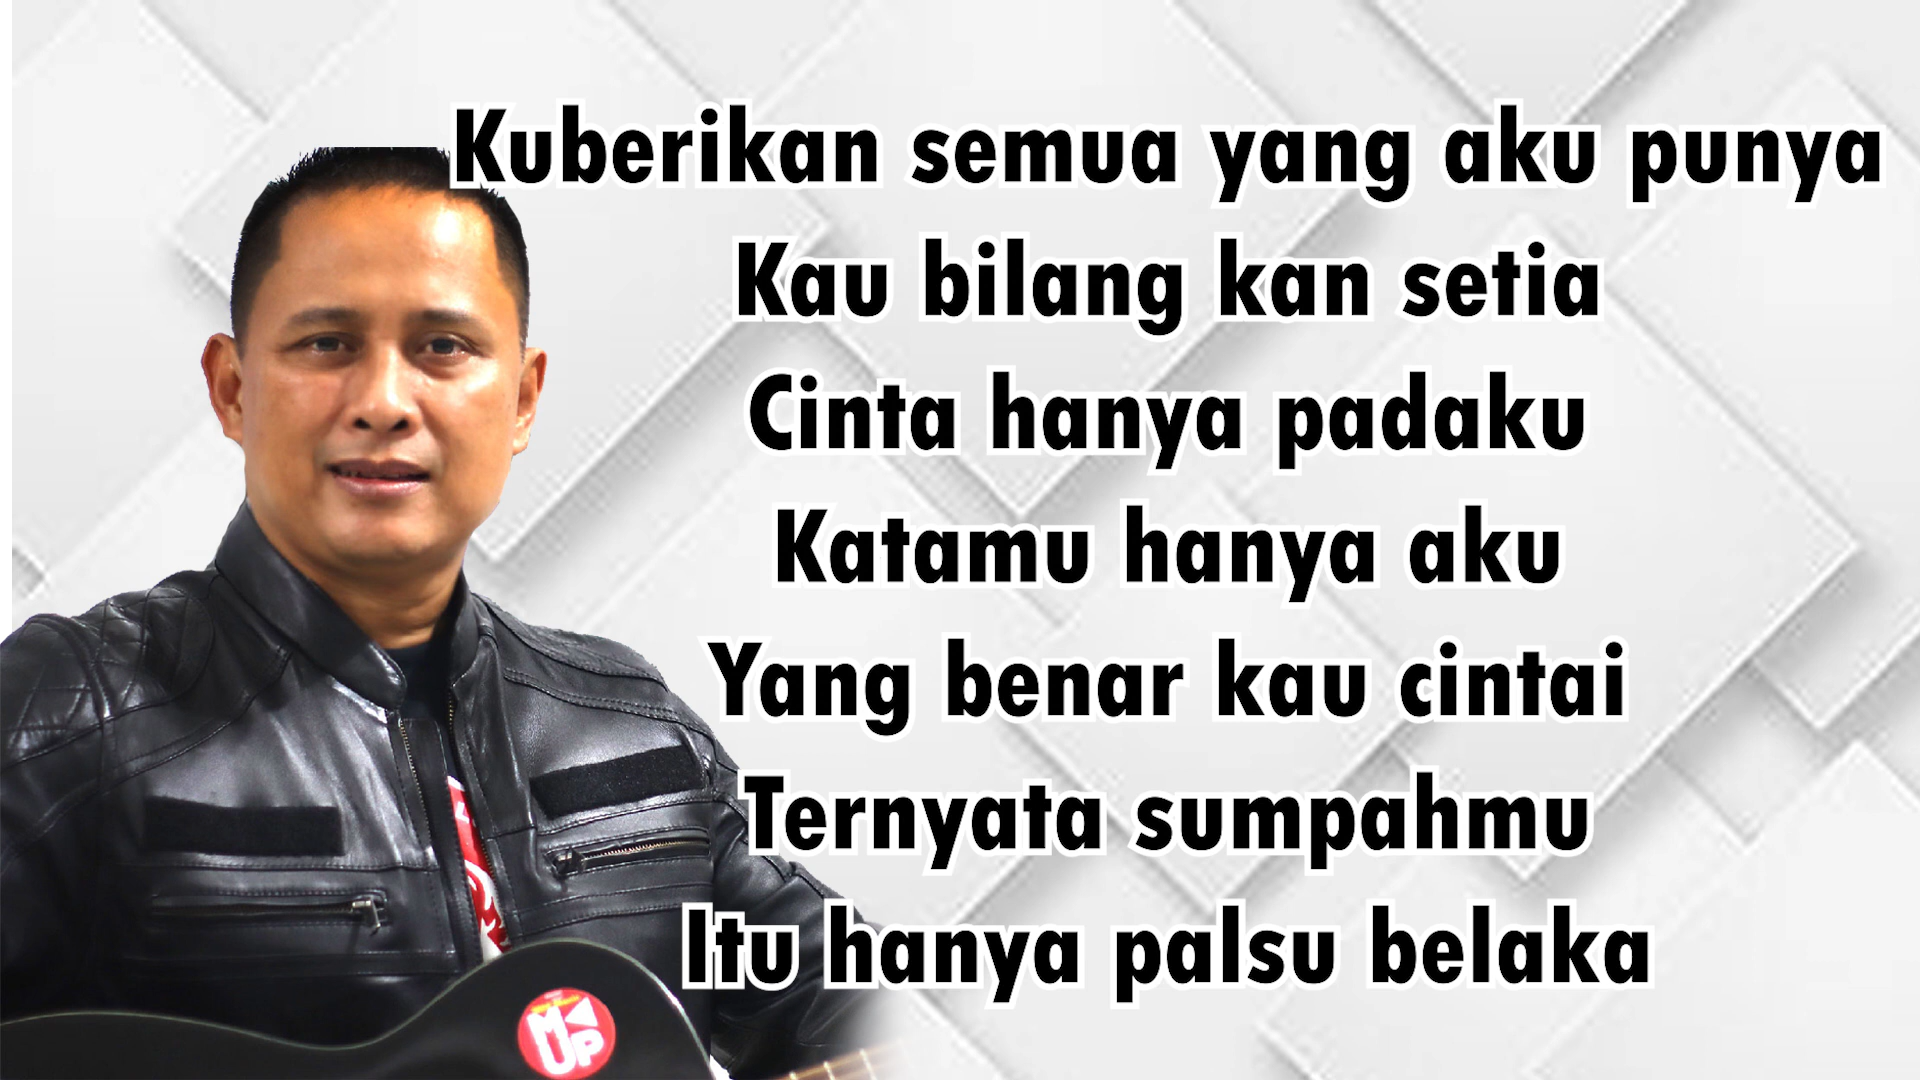 Kuberikan semua yang aku punya
Kau bilang kan setia
Cinta hanya padaku
Katamu hanya aku
Yang benar kau cintai
Ternyata sumpahmu
Itu hanya palsu belaka
M UP